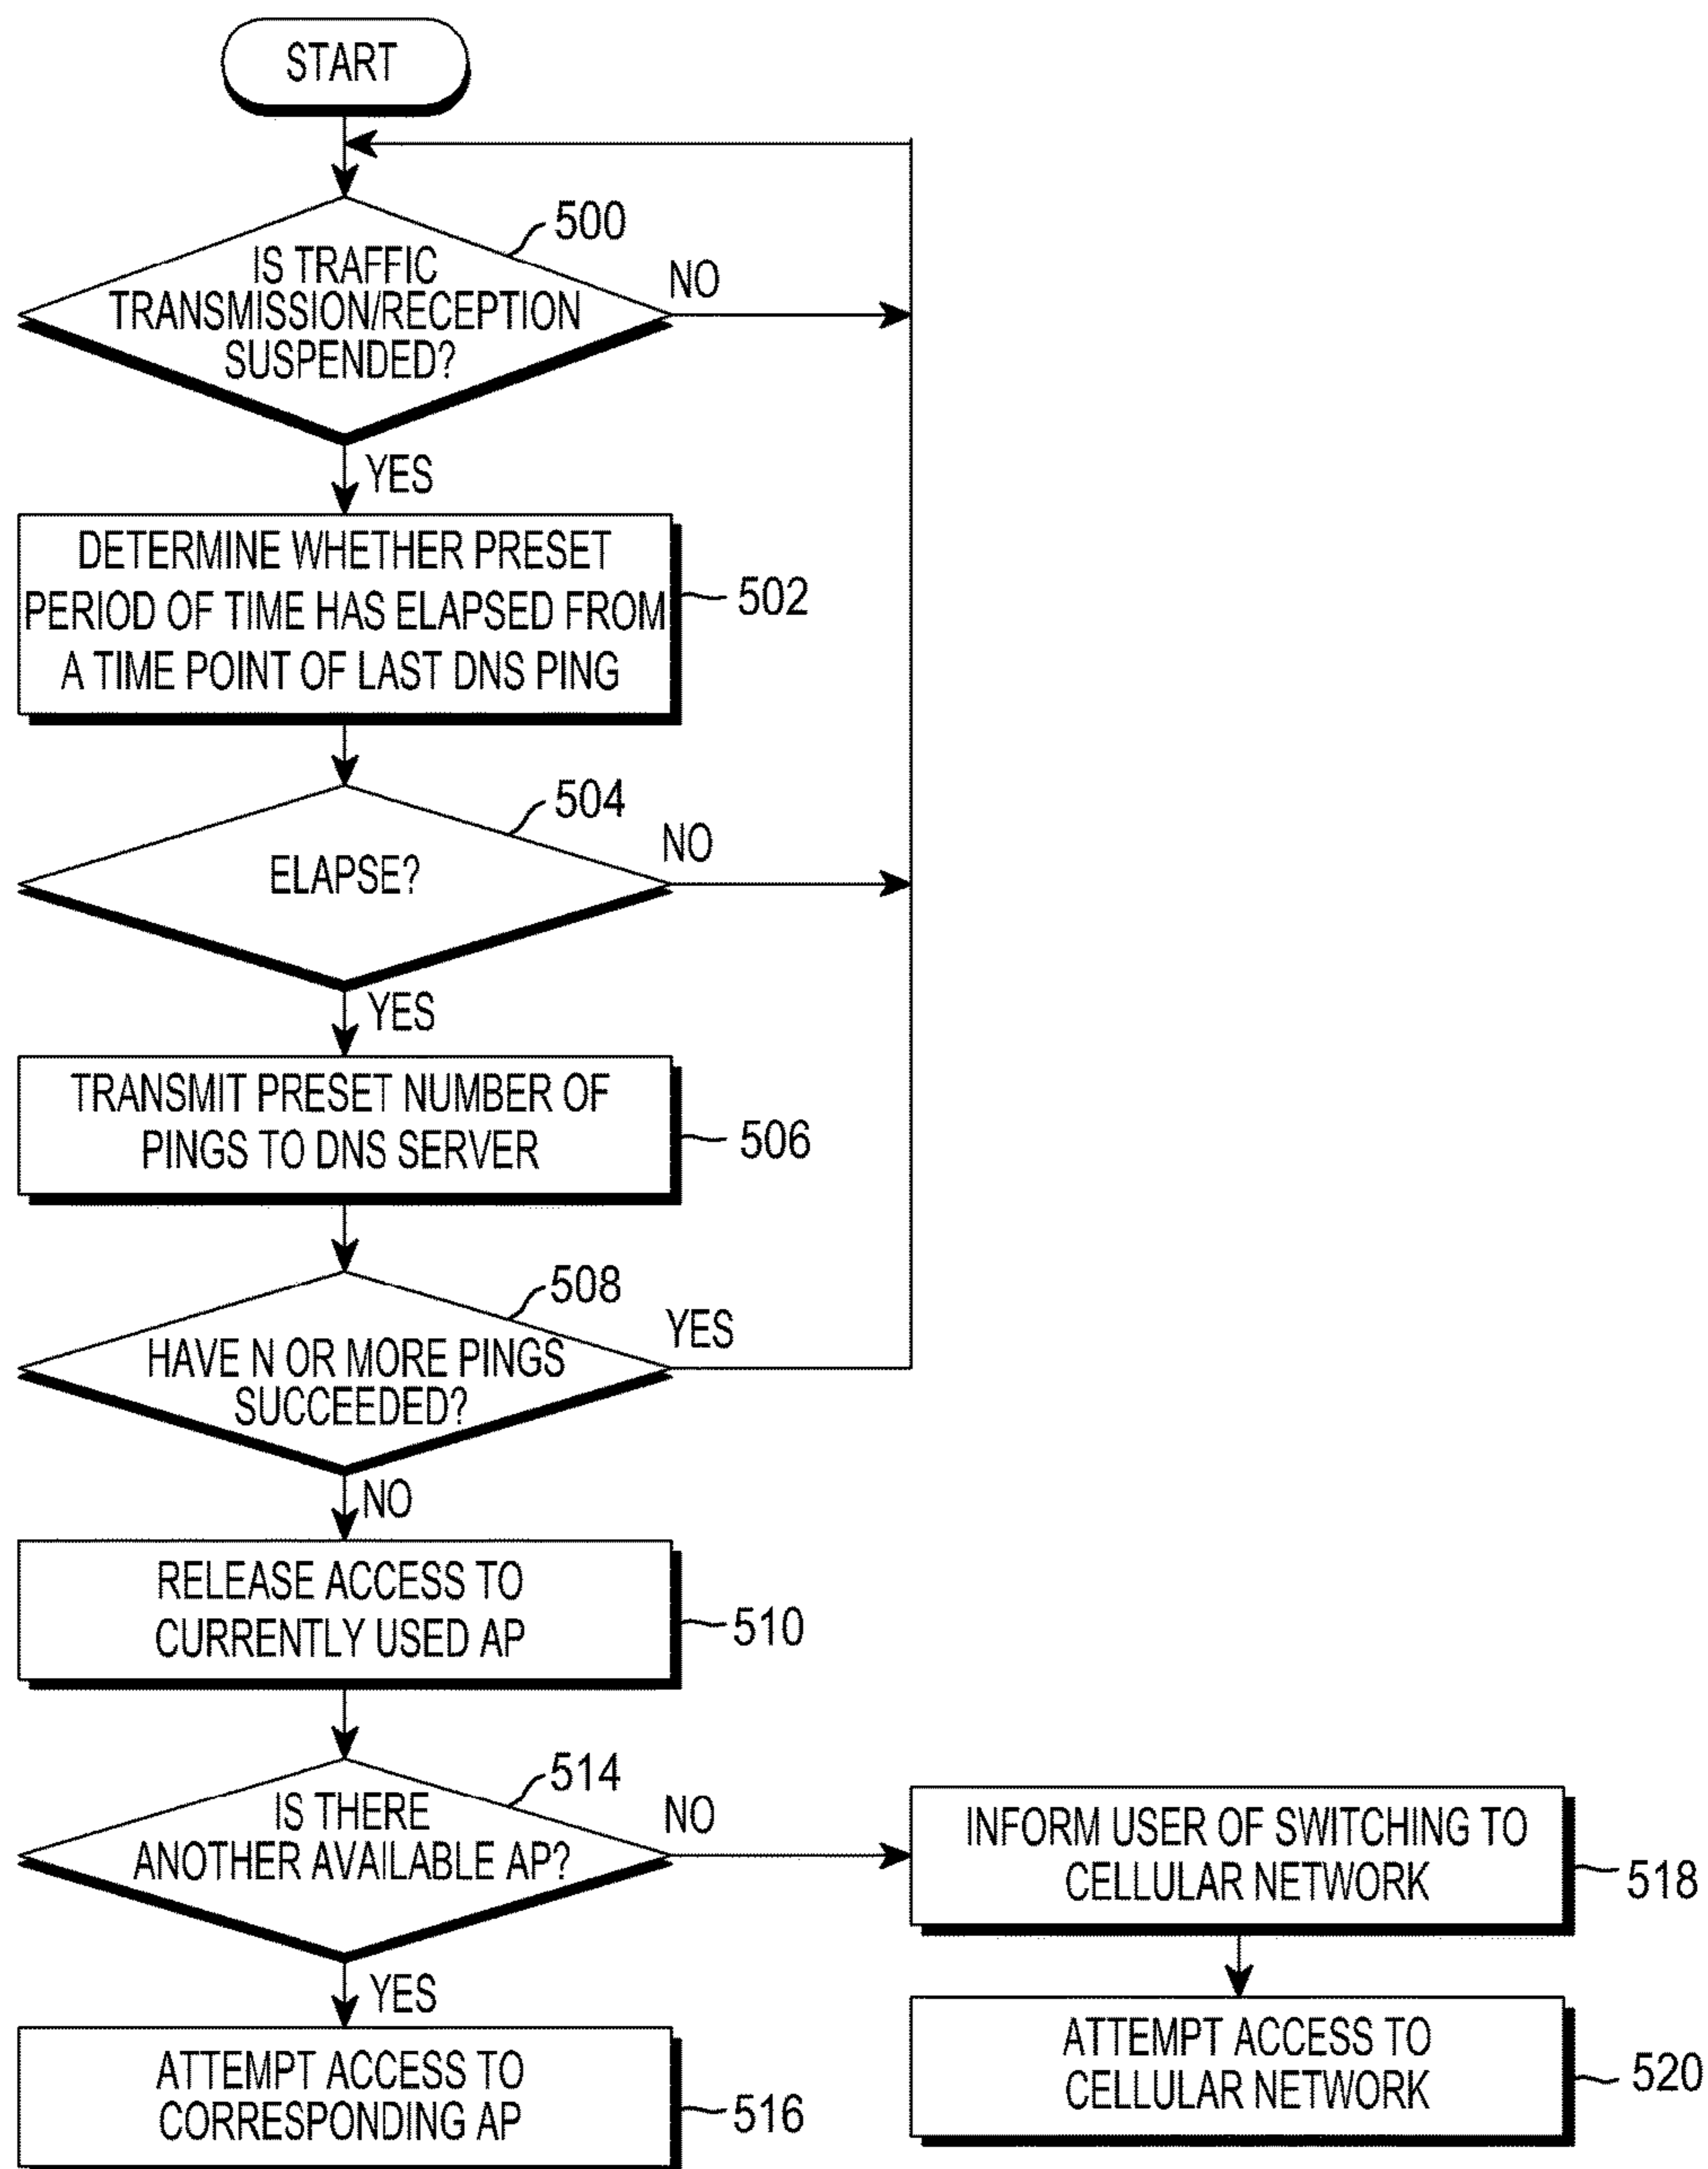 START
500
IS TRAFFIC
TRANSMISSION/RECEPTION
SUSPENDED?
NO
YES
DETERMINE WHETHER PRESET
PERIOD OF TIME HAS ELAPSED FROM
A TIME POINT OF LAST DNS PING
502
504
ELAPSE?
NO
YES
TRANSMIT PRESET NUMBER OF
PINGS TO DNS SERVER
506
508
HAVE N OR MORE PINGS
SUCCEEDED?
YES
NO
RELEASE ACCESS TO
CURRENTLY USED AP
510
514
IS THERE
ANOTHER AVAILABLE AP?
NO
YES
INFORM USER OF SWITCHING TO
CELLULAR NETWORK
518
ATTEMPT ACCESS TO
CORRESPONDING AP
516
ATTEMPT ACCESS TO
CELLULAR NETWORK
520